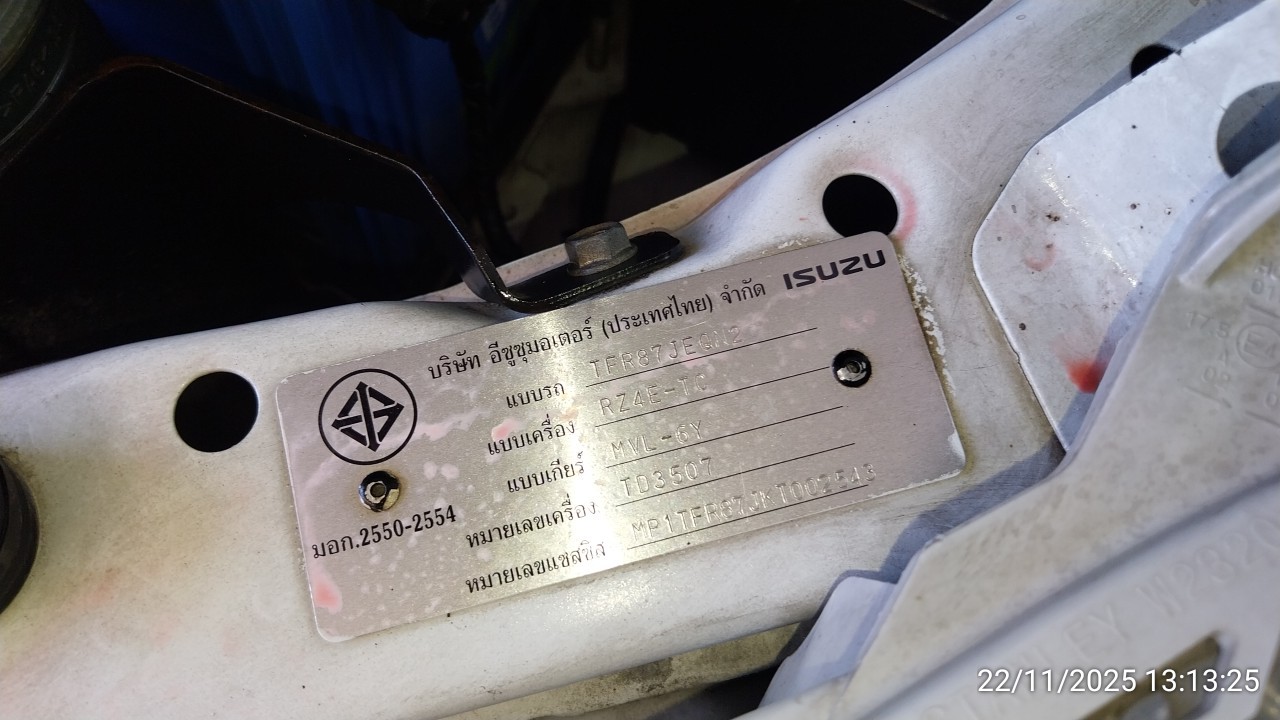 ISUZU
บริษัท อีซูซุมอเตอร์ (ประเทศไทย) จำกัด
แบบรถ TFR87JEGN2
แบบเครื่อง RZ4E-TC
แบบเกียร์ MVL-6Y
หมายเลขเครื่อง TD3507
หมายเลขแชสซิส MP1TFR87JKT002543
มอก.2550-2554
22/11/2025 13:13:25